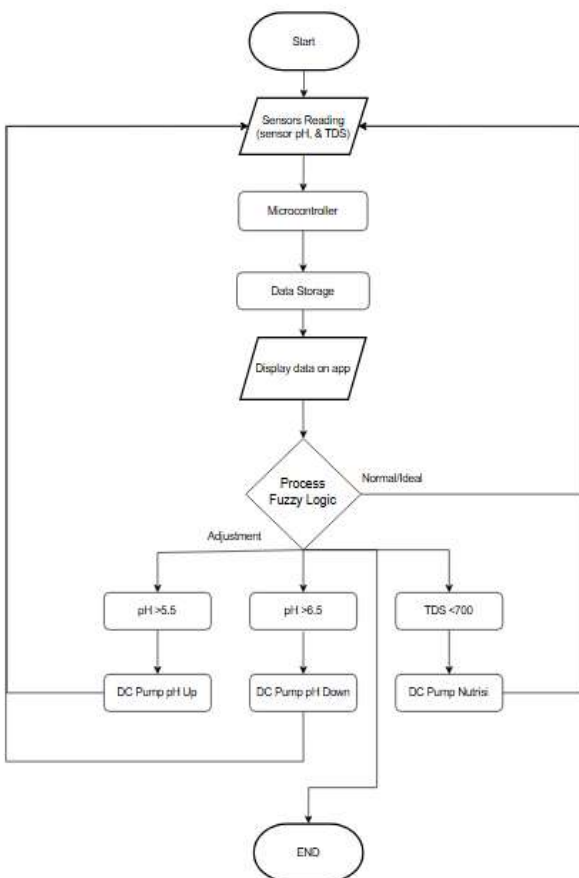 Start
Sensors Reading
(sensor pH, & TDS)
Microcontroller
Data Storage
Display data on app
Process
Fuzzy Logic
Normal/Ideal
Adjustment
pH >5.5
pH >6.5
TDS <700
DC Pump pH Up
DC Pump pH Down
DC Pump Nutrisi
END